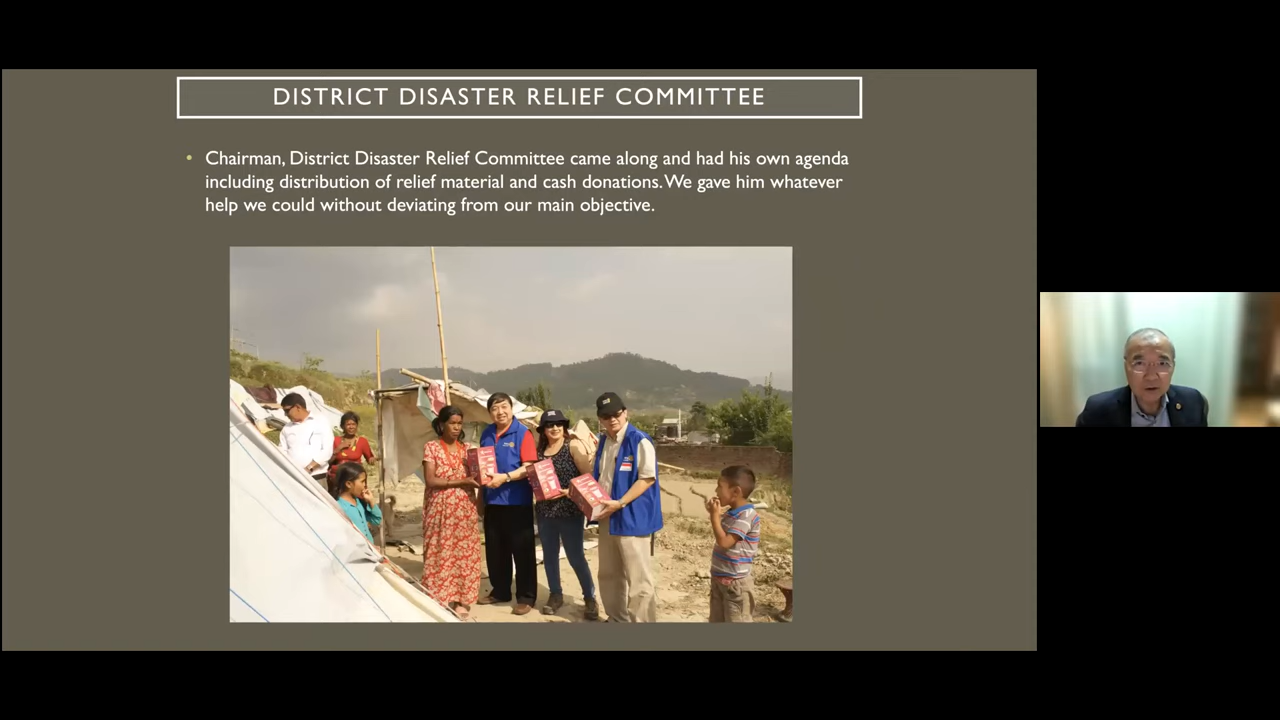 DISTRICT DISASTER RELIEF COMMITTEE
• Chairman, District Disaster Relief Committee came along and had his own agenda
including distribution of relief material and cash donations. We gave him whatever
help we could without deviating from our main objective.